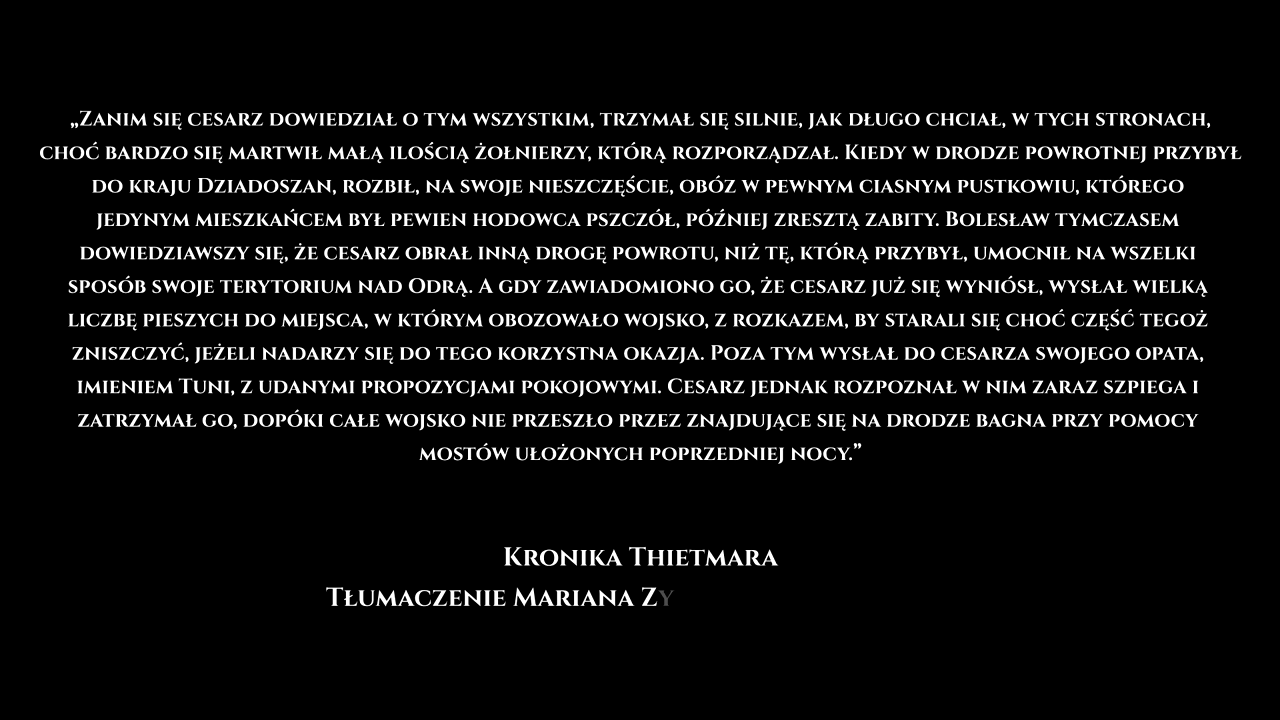 „Zanim się cesarz dowiedział o tym wszystkim, trzymał się silnie, jak długo chciał, w tych stronach,
choć bardzo się martwił małą ilością żołnierzy, którą rozporządzał. Kiedy w drodze powrotnej przybył
do kraju Dziadoszan, rozbił, na swoje nieszczęście, obóz w pewnym ciasnym pustkowiu, którego
jedynym mieszkańcem był pewien hodowca pszczół, później zresztą zabity. Bolesław tymczasem
dowiedziawszy się, że cesarz obrał inną drogę powrotu, niż tę, którą przybył, umocnił na wszelki
sposób swoje terytorium nad Odrą. A gdy zawiadomiono go, że cesarz już się wyniósł, wysłał wielką
liczbę pieszych do miejsca, w którym obozowało wojsko, z rozkazem, by starali się choć część tegoż
zniszczyć, jeżeli nadarzy się do tego korzystna okazja. Poza tym wysłał do cesarza swojego opata,
imieniem Tuni, z udanymi propozycjami pokojowymi. Cesarz jednak rozpoznał w nim zaraz szpiega i
zatrzymał go, dopóki całe wojsko nie przeszło przez znajdujące się na drodze bagna przy pomocy
mostów ułożonych poprzedniej nocy.”
Kronika Thietmara
Tłumaczenie Mariana Zy